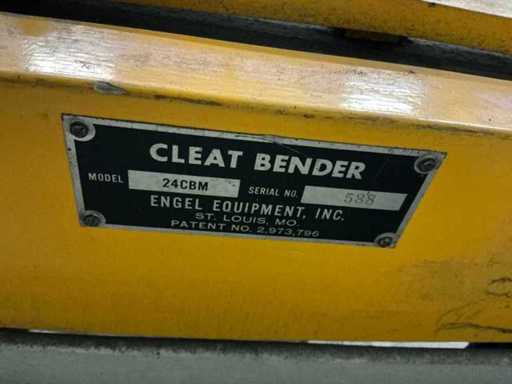 CLEAT BENDER
MODEL 24CBM SERIAL NO. 588
ENGEL EQUIPMENT, INC.
ST. LOUIS, MO.
PATENT NO. 2,973,796